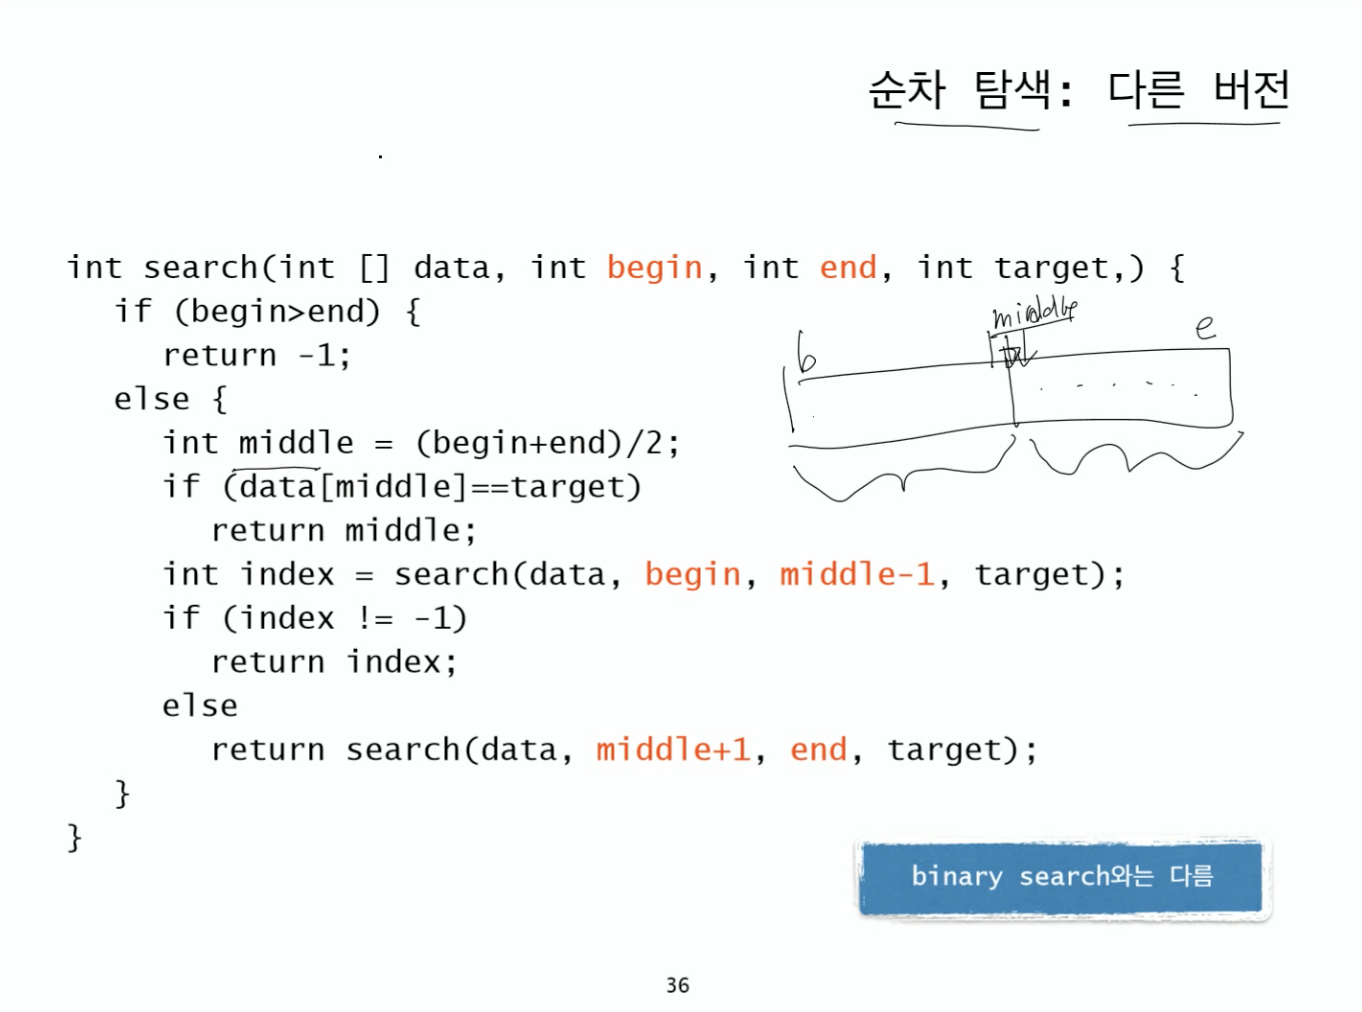 순차 탐색: 다른 버전
int search(int [] data, int begin, int end, int target,) {
if (begin>end) {
return -1;
else {
int middle = (begin+end)/2;
if (data[middle]==target)
return middle;
int index = search(data, begin, middle-1, target);
if (index != -1)
return index;
else
return search(data, middle+1, end, target);
}
}
middle
b
e
binary search와는 다름
36